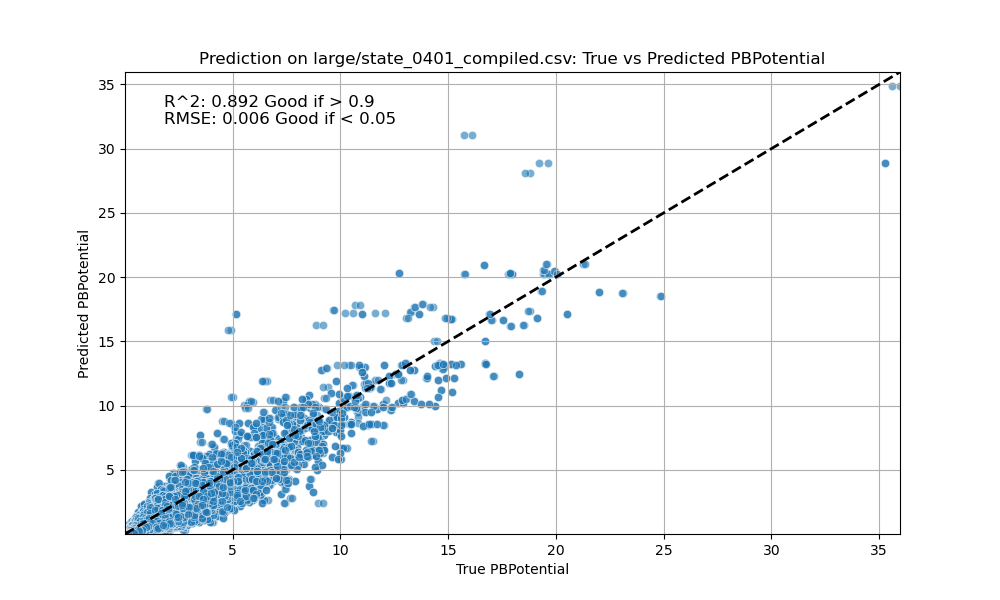 Prediction on large/state_0401_compiled.csv: True vs Predicted PBPotential
R^2: 0.892 Good if > 0.9
RMSE: 0.006 Good if < 0.05
Predicted PBPotential
35
30
25
20
15
10
5
5 10 15 20 25 30 35
True PBPotential